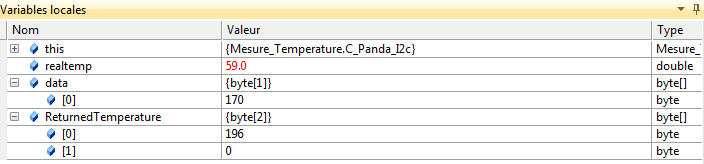 Variables locales
Nom Valeur Type
this {Mesure_Temperature.C_Panda_I2c} Mesure_
realtemp 59.0 double
data {byte[1]} byte[]
[0] 170 byte
ReturnedTemperature {byte[2]} byte[]
[0] 196 byte
[1] 0 byte